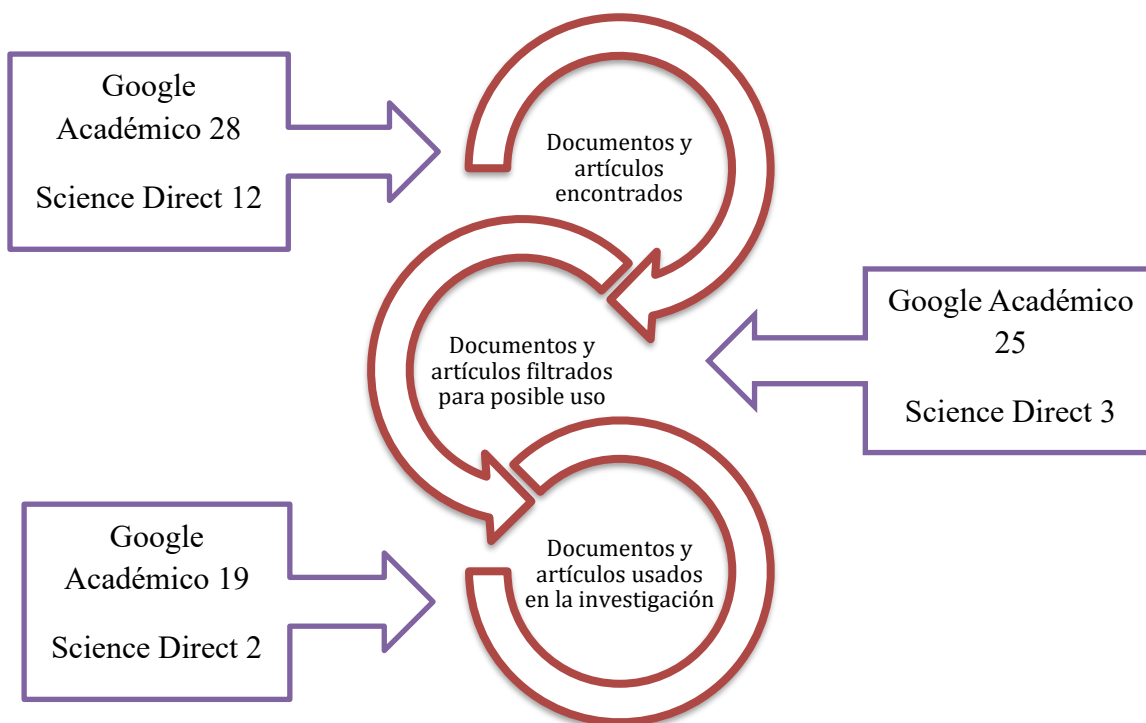 Google
Académico 28
Science Direct 12
Documentos y
artículos
encontrados
Google Académico
25
Science Direct 3
Documentos y
artículos filtrados
para posible uso
Google
Académico 19
Science Direct 2
Documentos y
artículos usados
en la investigación